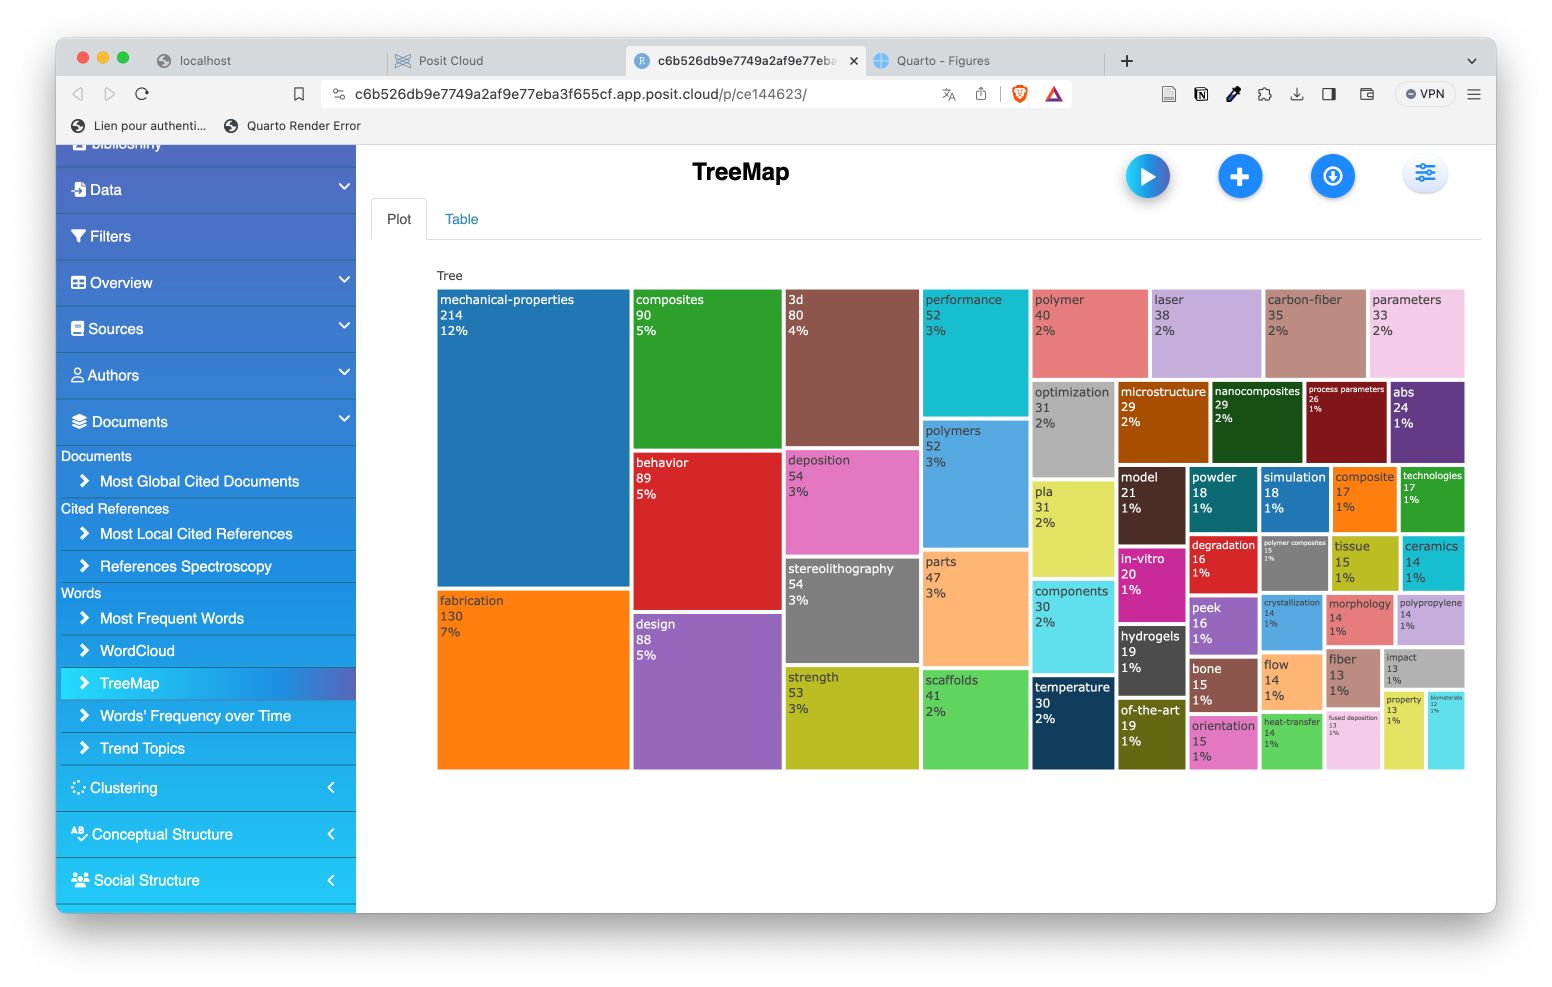 localhost
Posit Cloud
c6b526db9e7749a2af9e77eba
Quarto - Figures
c6b526db9e7749a2af9e77eba3f655cf.app.posit.cloud/p/ce144623/
VPN
Lien pour authenti...
Quarto Render Error
biblioshiny
Data
Filters
Overview
Sources
Authors
Documents
Documents
Most Global Cited Documents
Cited References
Most Local Cited References
References Spectroscopy
Words
Most Frequent Words
WordCloud
TreeMap
Words' Frequency over Time
Trend Topics
Clustering
Conceptual Structure
Social Structure
TreeMap
Plot
Table
Tree
mechanical-properties
214
12%
fabrication
130
7%
composites
90
5%
behavior
89
5%
design
88
5%
3d
80
4%
deposition
54
3%
stereolithography
54
3%
strength
53
3%
performance
52
3%
polymers
52
3%
parts
47
3%
scaffolds
41
2%
polymer
40
2%
laser
38
2%
carbon-fiber
35
2%
parameters
33
2%
optimization
31
2%
pla
31
2%
components
30
2%
temperature
30
2%
microstructure
29
2%
nanocomposites
29
2%
process parameters
26
1%
abs
24
1%
model
21
1%
in-vitro
20
1%
hydrogels
19
1%
of-the-art
19
1%
powder
18
1%
simulation
18
1%
composite
17
1%
technologies
17
1%
degradation
16
1%
peek
16
1%
bone
15
1%
orientation
15
1%
polymer composites
15
1%
tissue
15
1%
ceramics
14
1%
crystallization
14
1%
morphology
14
1%
polypropylene
14
1%
flow
14
1%
heat-transfer
14
1%
fiber
13
1%
fused deposition
13
1%
impact
13
1%
property
13
1%
biomaterials
12
1%